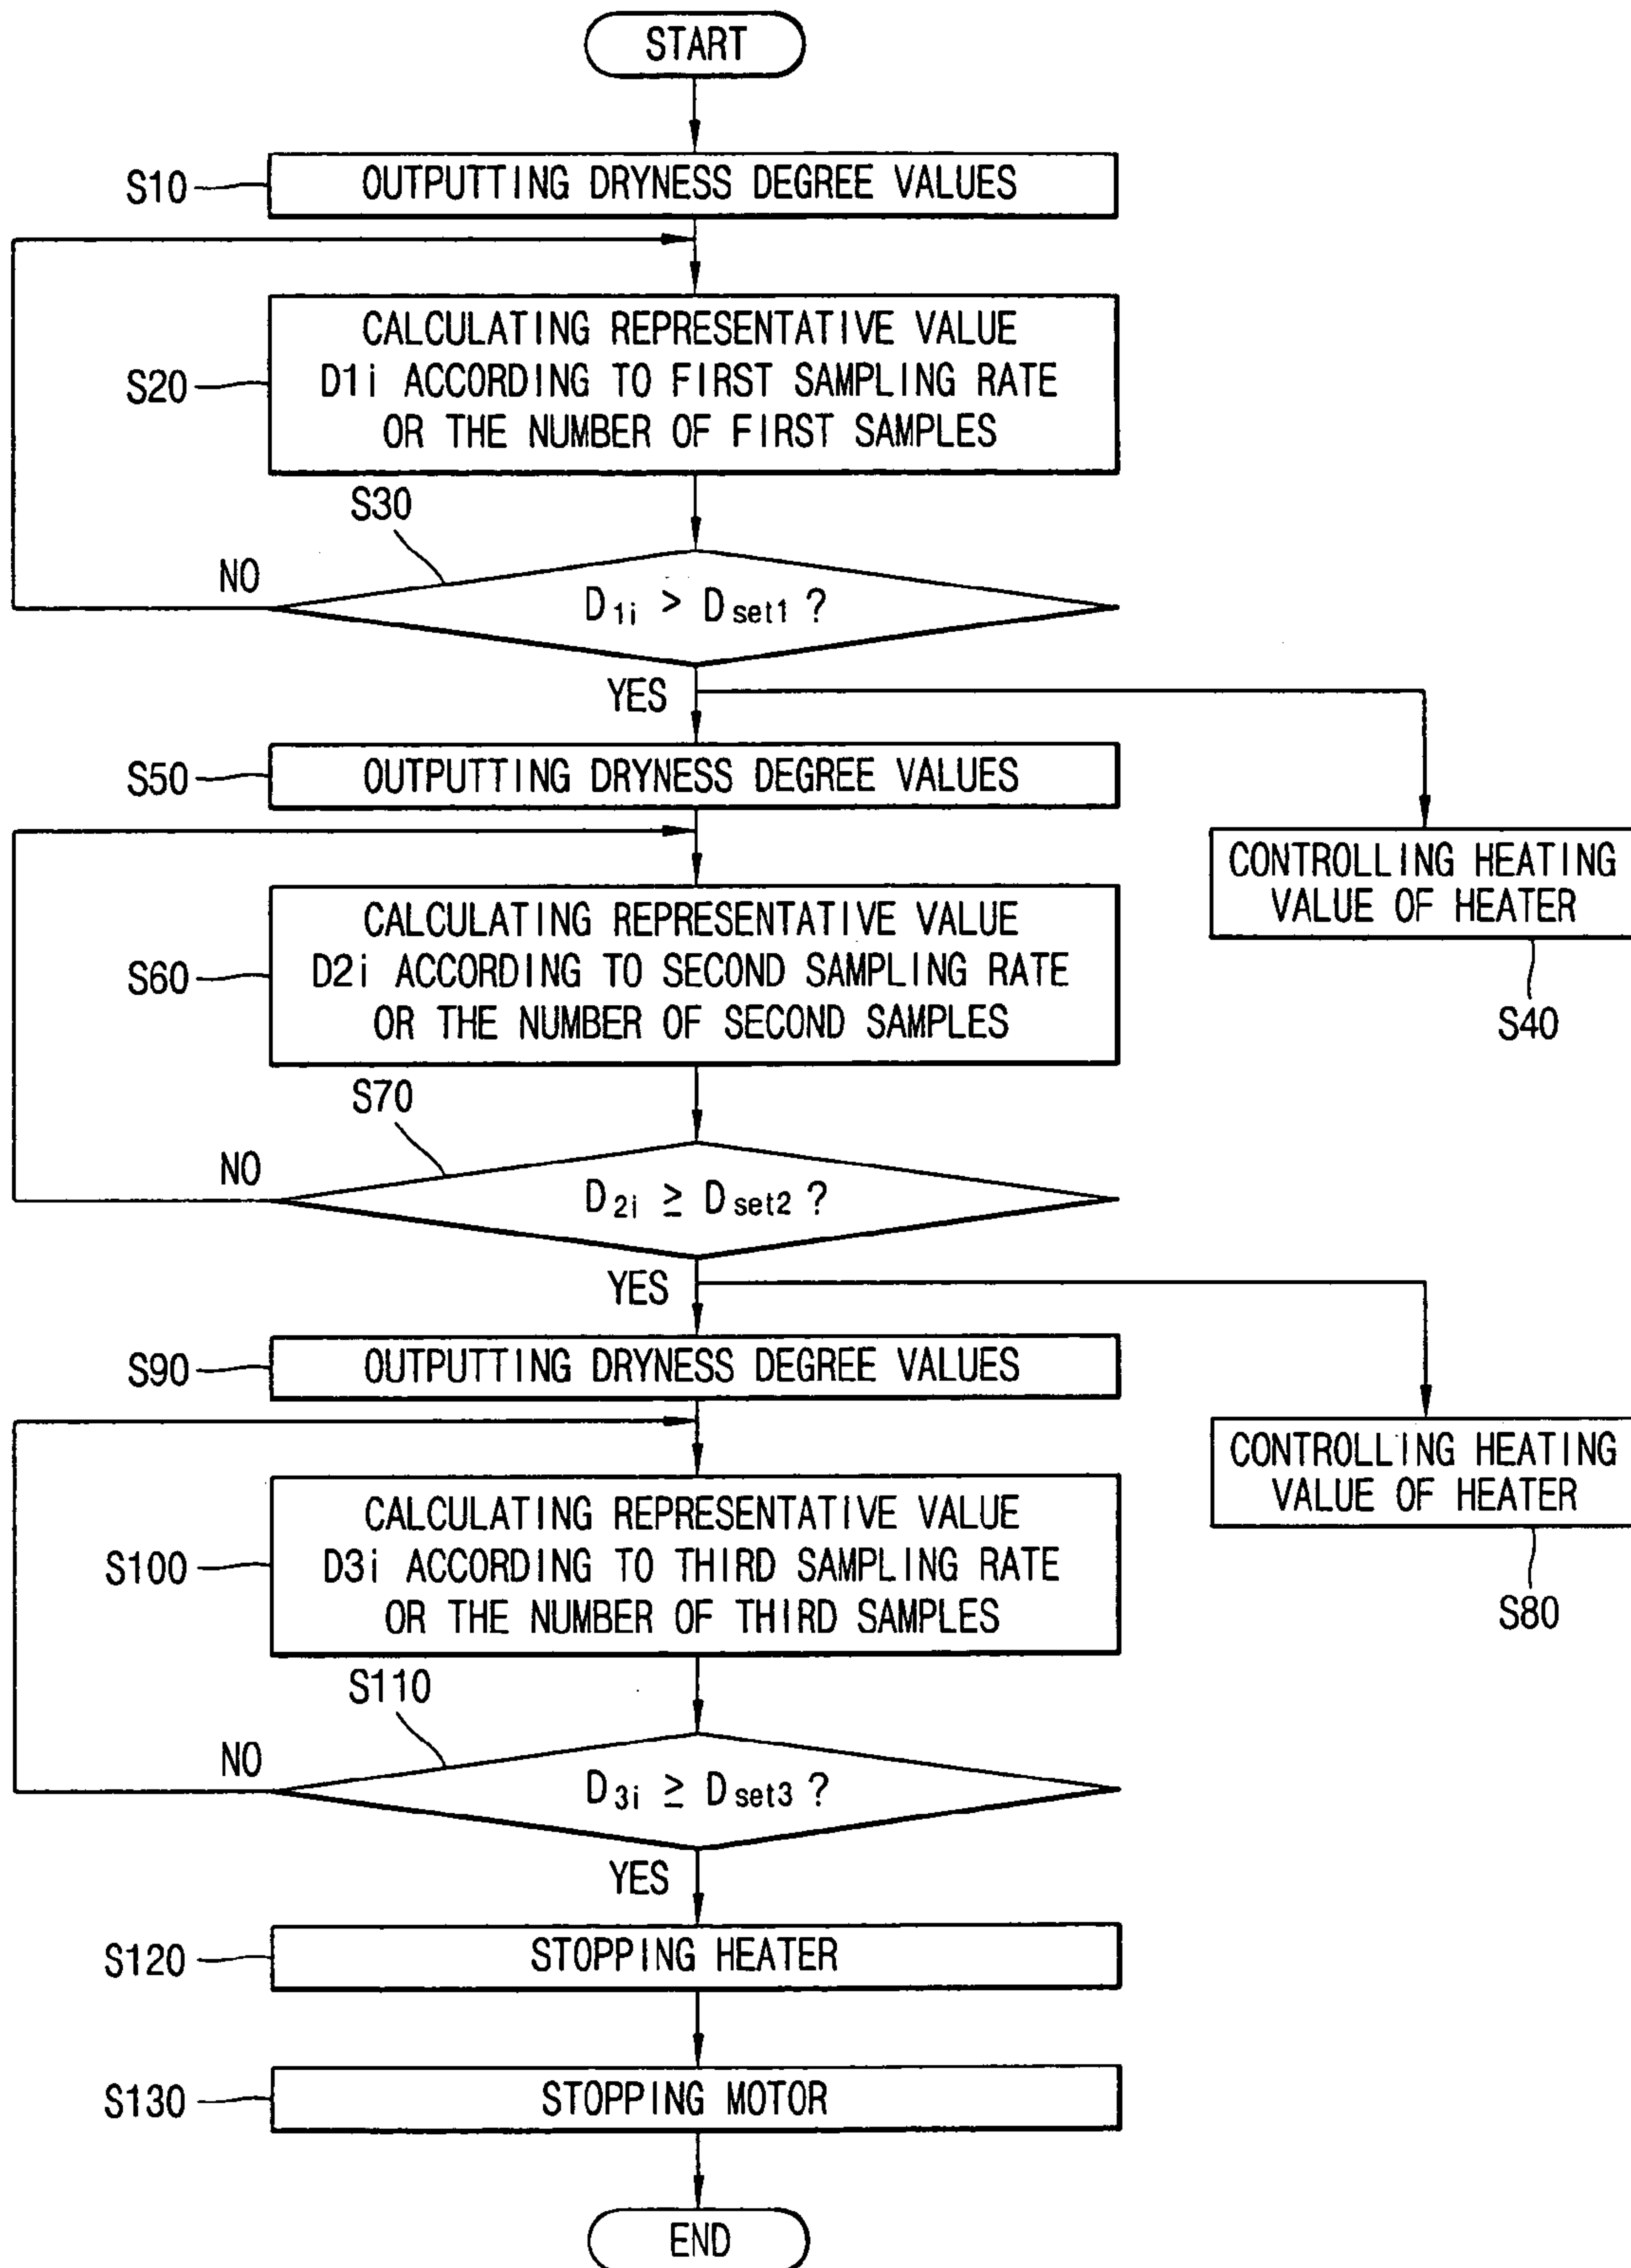 START
S10
OUTPUTTING DRYNESS DEGREE VALUES
S20
CALCULATING REPRESENTATIVE VALUE
D1i ACCORDING TO FIRST SAMPLING RATE
OR THE NUMBER OF FIRST SAMPLES
S30
NO
D1i > Dset1 ?
YES
S50
OUTPUTTING DRYNESS DEGREE VALUES
CONTROLLING HEATING
VALUE OF HEATER
S40
S60
CALCULATING REPRESENTATIVE VALUE
D2i ACCORDING TO SECOND SAMPLING RATE
OR THE NUMBER OF SECOND SAMPLES
S70
NO
D2i ≥ Dset2 ?
YES
S90
OUTPUTTING DRYNESS DEGREE VALUES
CONTROLLING HEATING
VALUE OF HEATER
S80
S100
CALCULATING REPRESENTATIVE VALUE
D3i ACCORDING TO THIRD SAMPLING RATE
OR THE NUMBER OF THIRD SAMPLES
S110
NO
D3i ≥ Dset3 ?
YES
S120
STOPPING HEATER
S130
STOPPING MOTOR
END